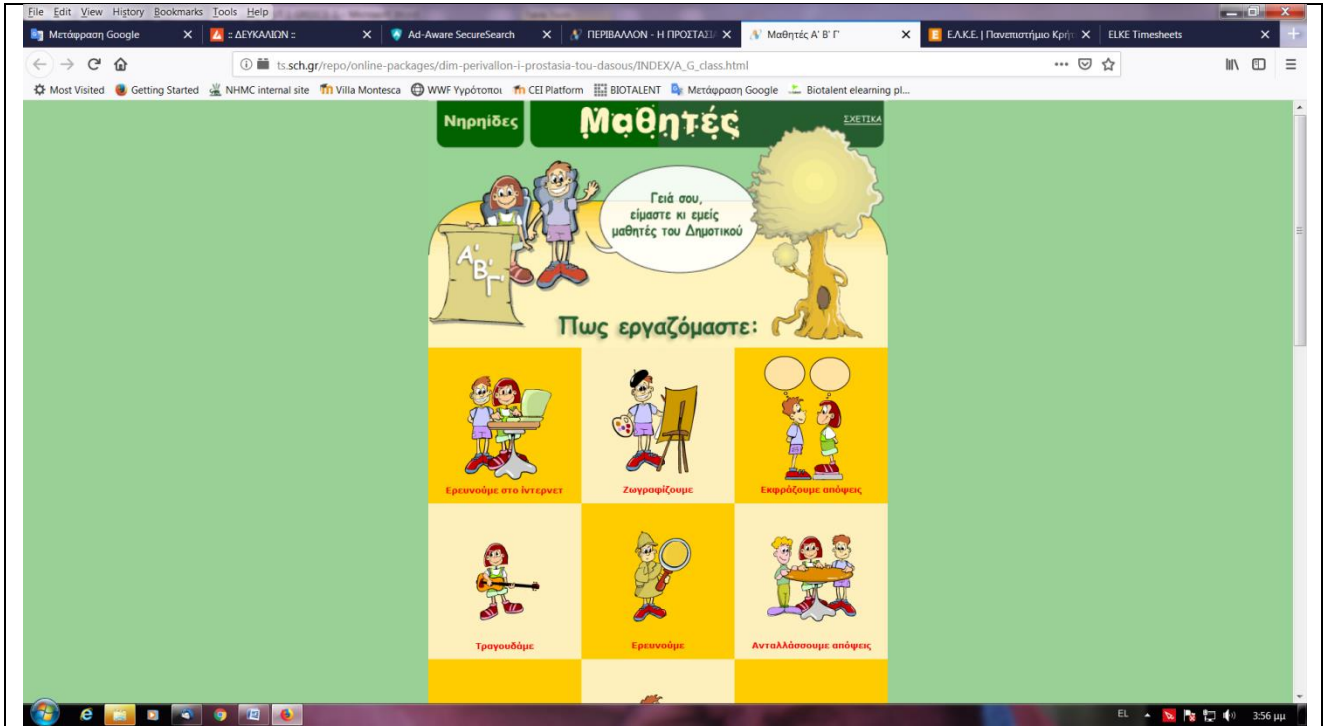 File Edit View History Bookmarks Tools Help
Μετάφραση Google
:: ΔΕΥΚΑΛΙΩΝ ::
Ad-Aware SecureSearch
ΠΕΡΙΒΑΛΛΟΝ - Η ΠΡΟΣΤΑΣΙΑ
Μαθητές Α' Β' Γ'
Ε.Λ.Κ.Ε. | Πανεπιστήμιο Κρήτ
ELKE Timesheets
ts.sch.gr/repo/online-packages/dim-perivallon-i-prostasia-tou-dasous/INDEX/A_G_class.html
Most Visited Getting Started NHMC internal site Villa Montesca WWF Υγρότοποι CEI Platform BIOTALENT Μετάφραση Google Biotalent elearning pl...
Νηρηίδες
Μαθητές
ΣΧΕΤΙΚΑ
Γειά σου,
είμαστε κι εμείς
μαθητές του Δημοτικού
Α'
Β'
Γ'
Πως εργαζόμαστε:
Ερευνούμε στο ίντερνετ
Ζωγραφίζουμε
Εκφράζουμε απόψεις
Τραγουδάμε
Ερευνούμε
Ανταλλάσσουμε απόψεις
EL
3:56 μμ